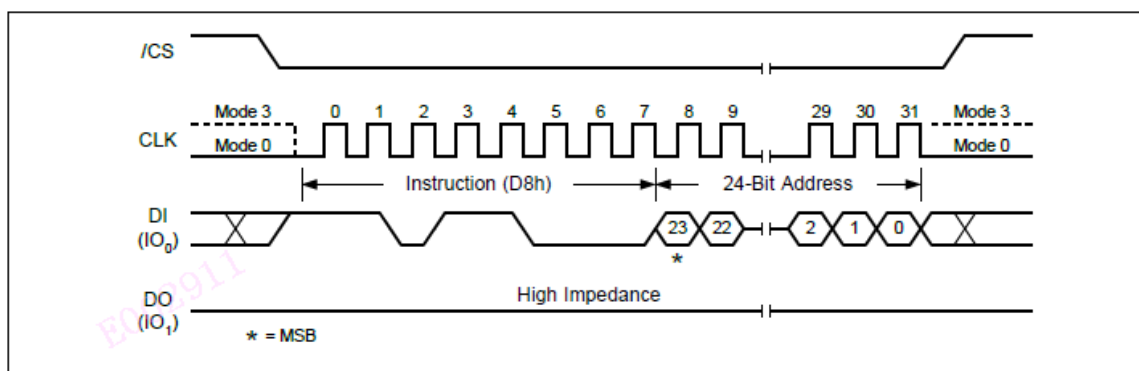 /CS
Mode 3 0 1 2 3 4 5 6 7 8 9 29 30 31 Mode 3
CLK Mode 0 Mode 0
Instruction (D8h) 24-Bit Address
DI
(IO0)
23 22 2 1 0
*
High Impedance
DO
(IO1)
* = MSB